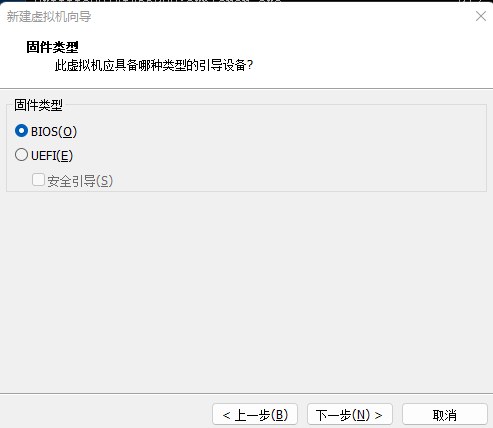 新建虚拟机向导
固件类型
此虚拟机应具备哪种类型的引导设备?
固件类型
BIOS(O)
UEFI(E)
安全引导(S)
< 上一步(B)
下一步(N) >
取消